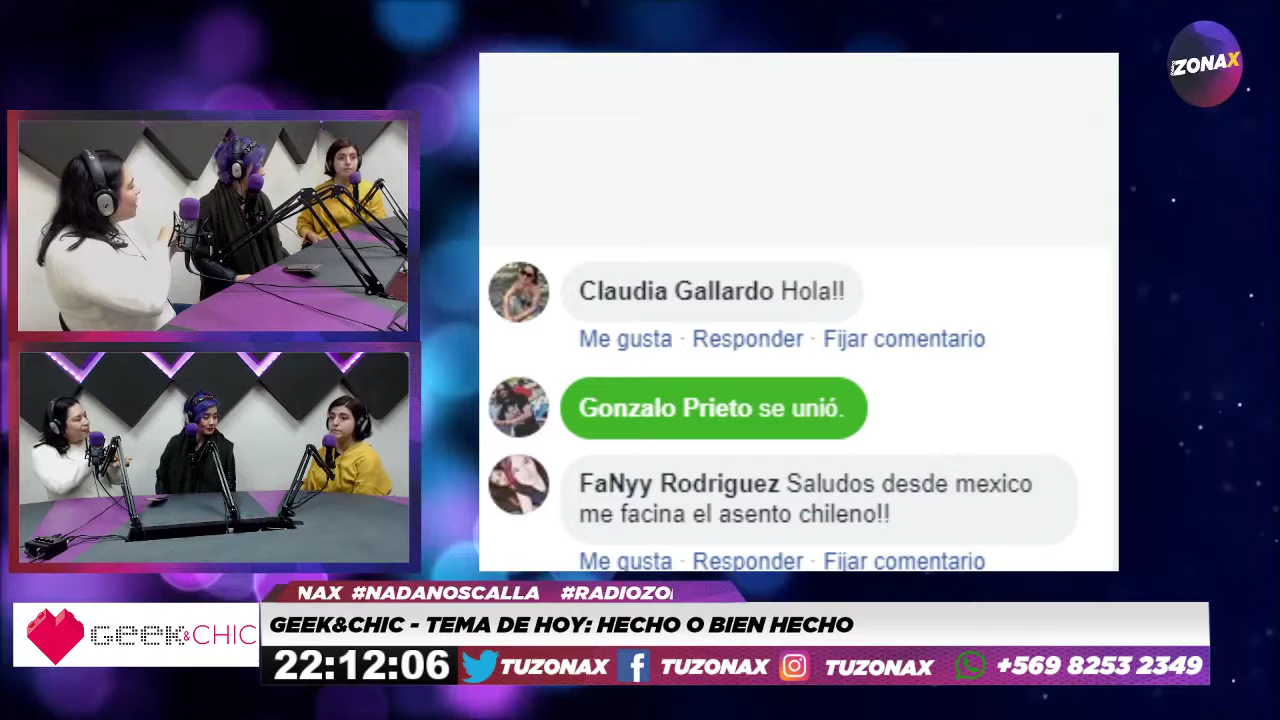 ZONAX
Claudia Gallardo Hola!!
Me gusta · Responder · Fijar comentario
Gonzalo Prieto se unió.
FaNyy Rodriguez Saludos desde mexico
me facina el asento chileno!!
Me gusta · Responder · Fijar comentario
NAX #NADANOSCALLA #RADIOZO
GEEK&CHIC
GEEK&CHIC - TEMA DE HOY: HECHO O BIEN HECHO
22:12:06 TUZONAX TUZONAX TUZONAX +569 8253 2349